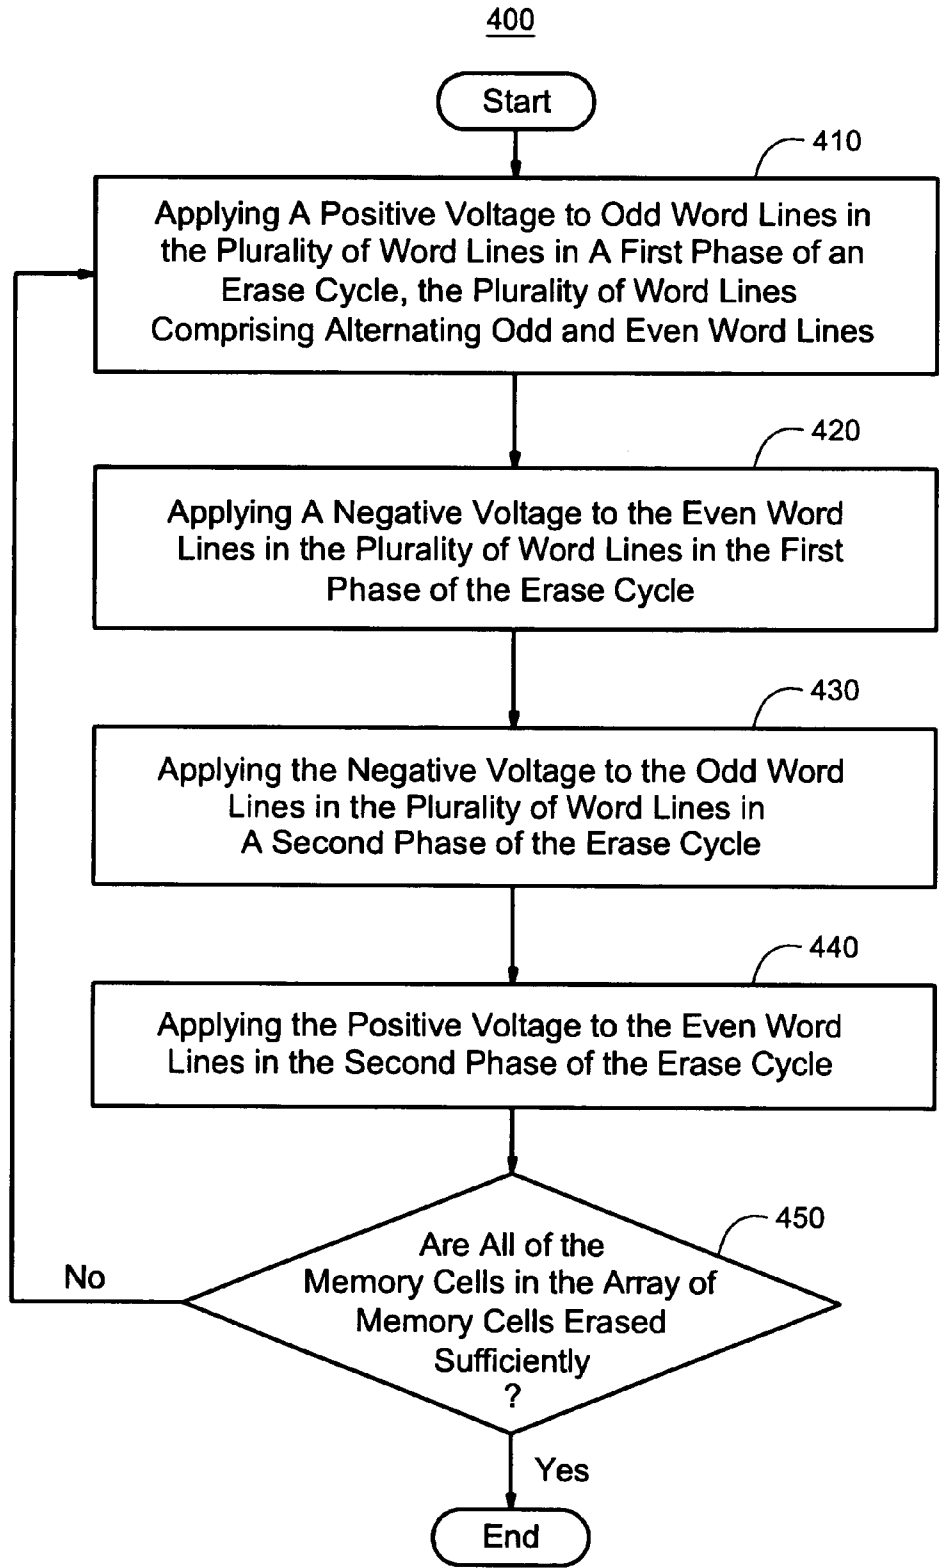 400
Start
410
Applying A Positive Voltage to Odd Word Lines in
the Plurality of Word Lines in A First Phase of an
Erase Cycle, the Plurality of Word Lines
Comprising Alternating Odd and Even Word Lines
420
Applying A Negative Voltage to the Even Word
Lines in the Plurality of Word Lines in the First
Phase of the Erase Cycle
430
Applying the Negative Voltage to the Odd Word
Lines in the Plurality of Word Lines in
A Second Phase of the Erase Cycle
440
Applying the Positive Voltage to the Even Word
Lines in the Second Phase of the Erase Cycle
450
Are All of the
Memory Cells in the Array of
Memory Cells Erased
Sufficiently
?
No
Yes
End